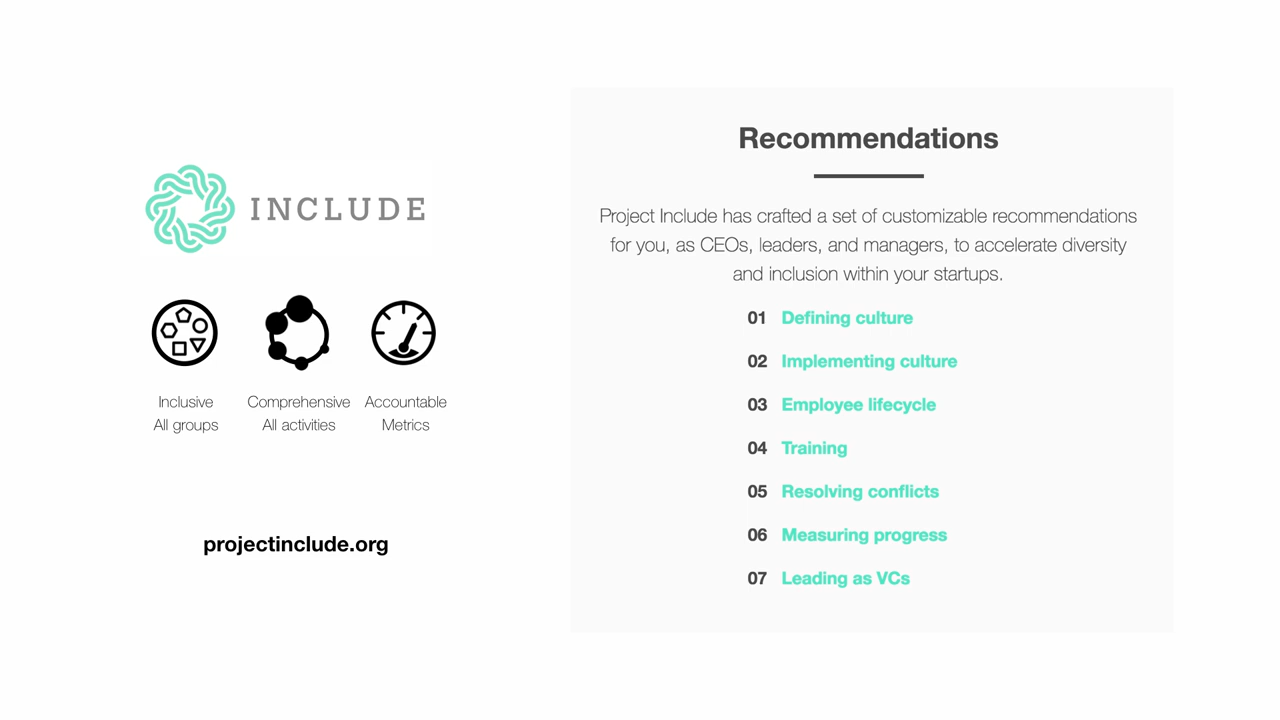 INCLUDE
Inclusive
All groups
Comprehensive
All activities
Accountable
Metrics
projectinclude.org
Recommendations
Project Include has crafted a set of customizable recommendations
for you, as CEOs, leaders, and managers, to accelerate diversity
and inclusion within your startups.
01 Defining culture
02 Implementing culture
03 Employee lifecycle
04 Training
05 Resolving conflicts
06 Measuring progress
07 Leading as VCs